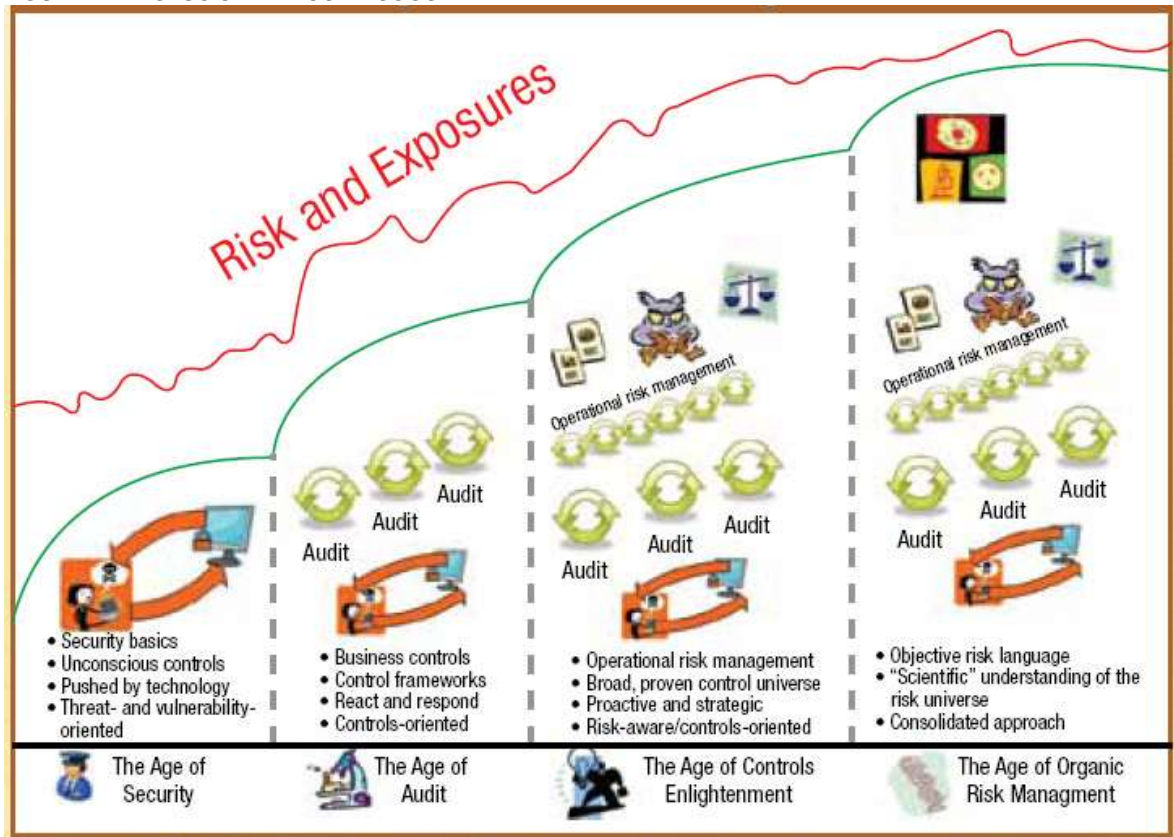 Risk and Exposures
• Security basics
• Unconscious controls
• Pushed by technology
• Threat- and vulnerability-
oriented
Audit
Audit
Audit
• Business controls
• Control frameworks
• React and respond
• Controls-oriented
Operational risk management
Audit
Audit
Audit
• Operational risk management
• Broad, proven control universe
• Proactive and strategic
• Risk-aware/controls-oriented
Operational risk management
Audit
Audit
Audit
• Objective risk language
• “Scientific” understanding of the
risk universe
• Consolidated approach
The Age of
Security
The Age of
Audit
The Age of Controls
Enlightenment
The Age of Organic
Risk Managment